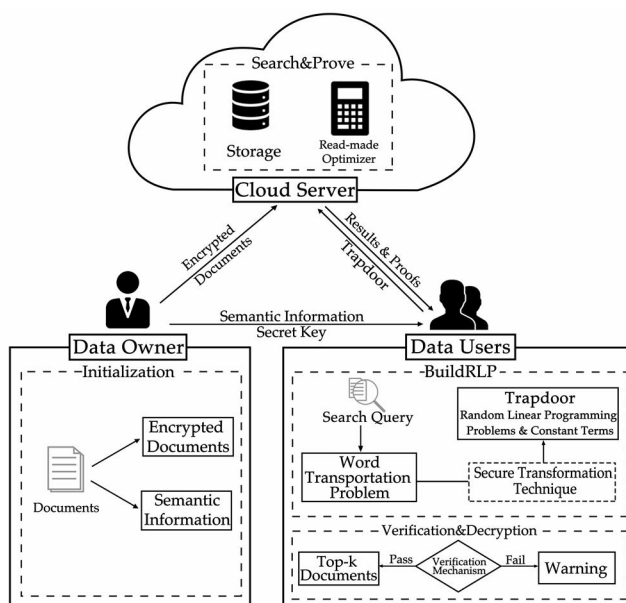 Search&Prove
Storage
Read-made
Optimizer
Cloud Server
Encrypted
Documents
Results & Proofs
Trapdoor
Semantic Information
Secret Key
Data Owner
Initialization
Documents
Encrypted
Documents
Semantic
Information
Data Users
BuildRLP
Search Query
Word
Transportation
Problem
Trapdoor
Random Linear Programming
Problems & Constant Terms
Secure Transformation
Technique
Verification&Decryption
Top-k
Documents
Pass
Verification
Mechanism
Fail
Warning